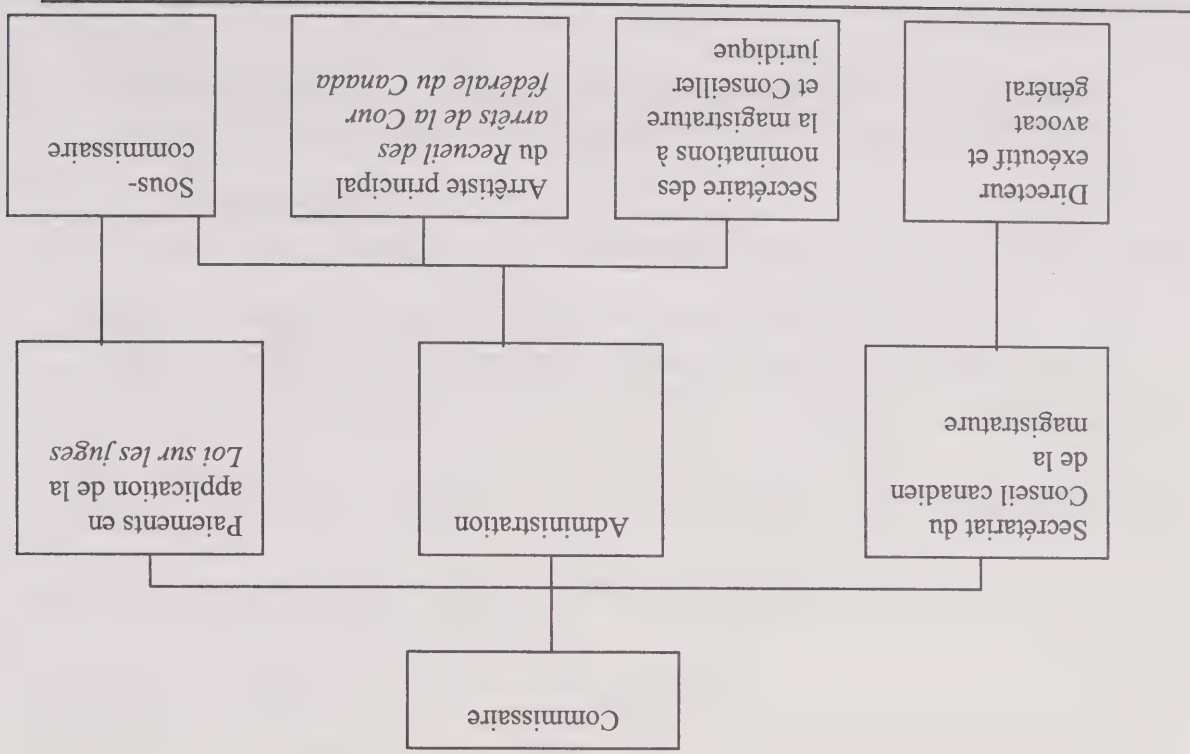 Commissaire
Secrétariat du
Conseil canadien
de la
magistrature
Administration
Paiements en
application de la
Loi sur les juges
Directeur
exécutif et
avocat
général
Secrétaire des
nominations à
la magistrature
et Conseiller
juridique
Arrêtiste principal
du Recueil des
arrêts de la Cour
fédérale du Canada
Sous-
commissaire